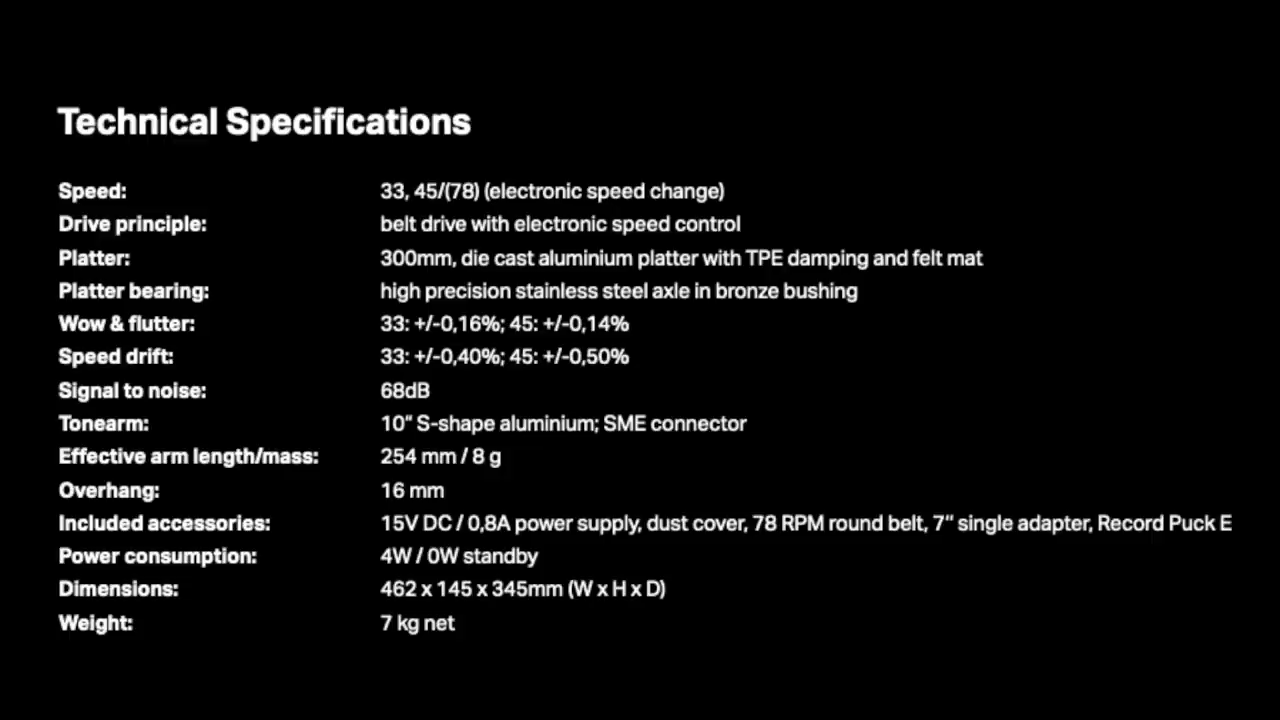 Technical Specifications
Speed: 33, 45/(78) (electronic speed change)
Drive principle: belt drive with electronic speed control
Platter: 300mm, die cast aluminium platter with TPE damping and felt mat
Platter bearing: high precision stainless steel axle in bronze bushing
Wow & flutter: 33: +/-0,16%; 45: +/-0,14%
Speed drift: 33: +/-0,40%; 45: +/-0,50%
Signal to noise: 68dB
Tonearm: 10“ S-shape aluminium; SME connector
Effective arm length/mass: 254 mm / 8 g
Overhang: 16 mm
Included accessories: 15V DC / 0,8A power supply, dust cover, 78 RPM round belt, 7’’ single adapter, Record Puck E
Power consumption: 4W / 0W standby
Dimensions: 462 x 145 x 345mm (W x H x D)
Weight: 7 kg net